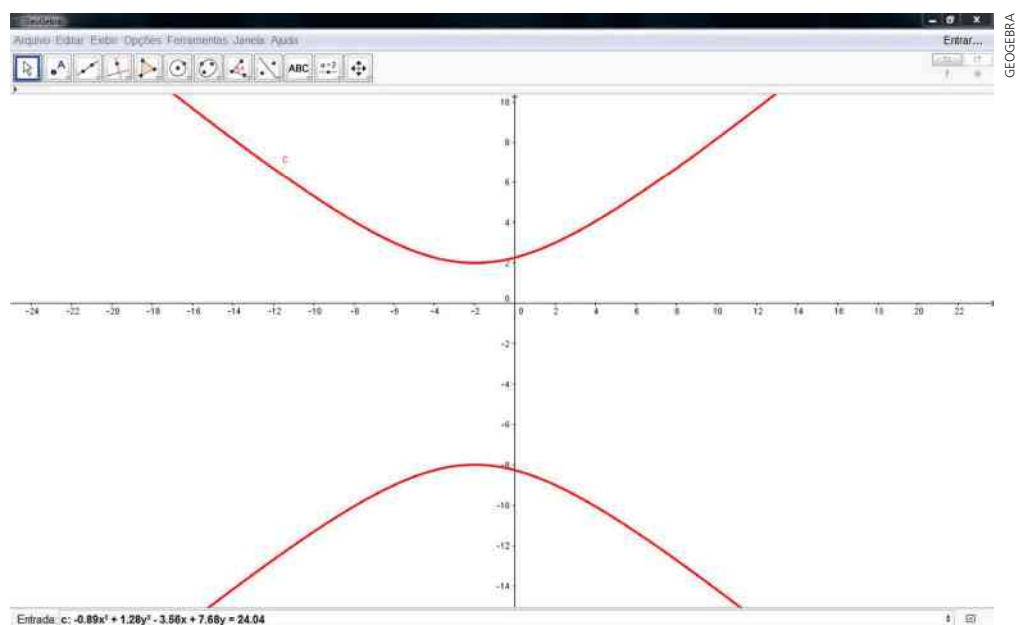 GeoGebra
Arquivo Editar Exibir Opções Ferramentas Janela Ajuda
Entrar...
A
ABC
a=2
GEOGEBRA
c
10
8
6
4
2
0
-24 -22 -20 -18 -16 -14 -12 -10 -8 -6 -4 -2 0 2 4 6 8 10 12 14 16 18 20 22
-2
-4
-6
-8
-10
-12
-14
Entrada: c: -0.89x² + 1.28y² - 3.56x + 7.68y = 24.04